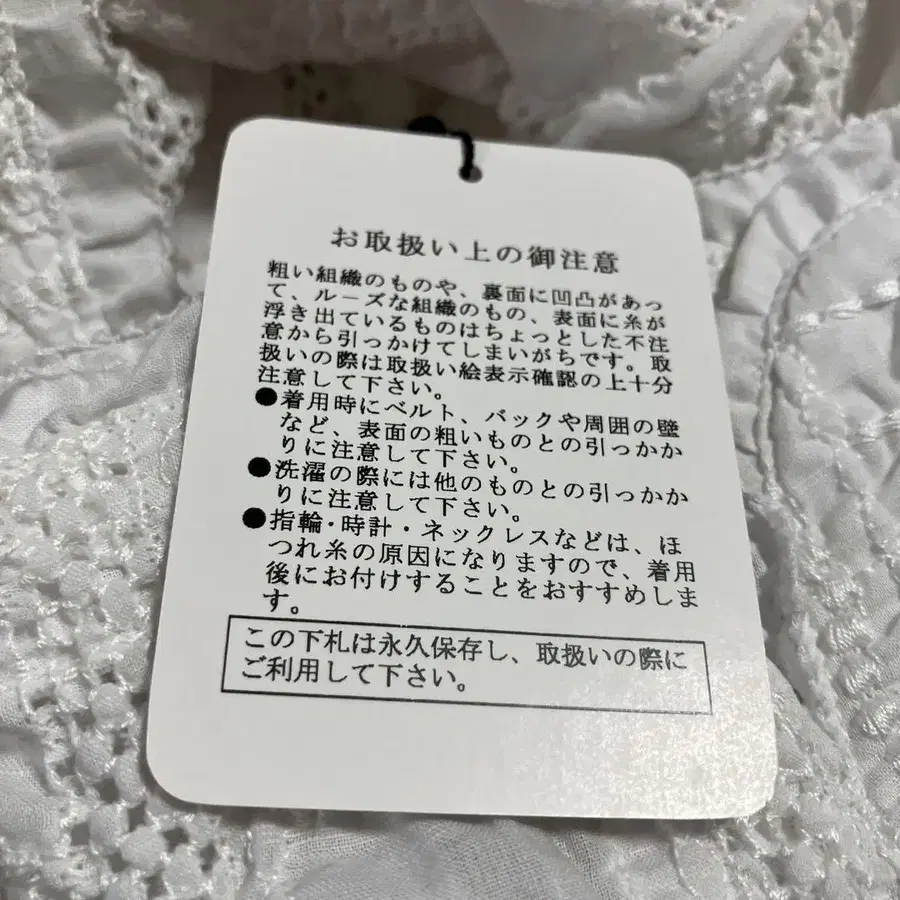 お取扱い上の御注意
粗い組織のものや、裏面に凹凸があっ
て、ルーズな組織のもの、表面に糸が
浮き出ているものはちょっとした不注
意から引っかけてしまいがちです。取
扱いの際は取扱い絵表示確認の上十分
注意して下さい。
●着用時にベルト、バックや周囲の壁
など、表面の粗いものとの引っかか
りに注意して下さい。
●洗濯の際には他のものとの引っかか
りに注意して下さい。
●指輪・時計・ネックレスなどは、ほ
つれ糸の原因になりますので、着用
後にお付けすることをおすすめしま
す。
この下札は永久保存し、取扱いの際に
ご利用して下さい。